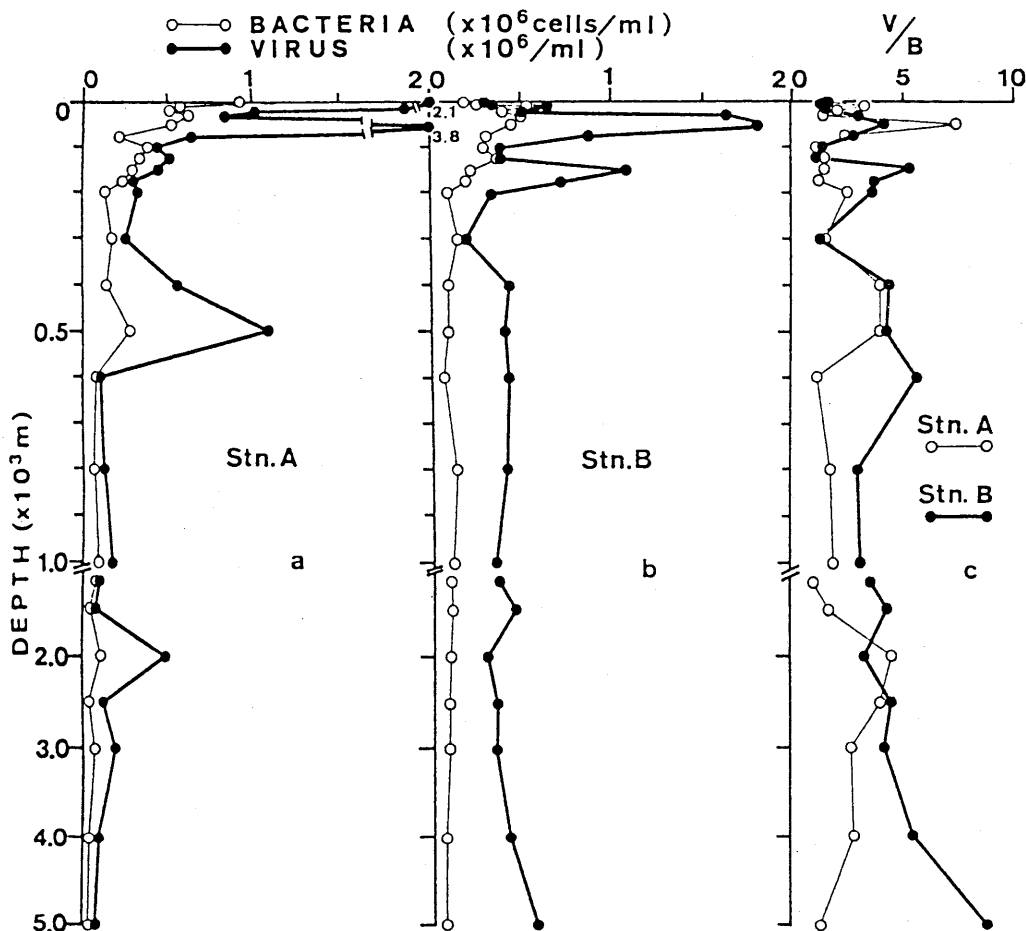 BACTERIA (x10⁶cells/ml)
VIRUS (x10⁶/ml)
V/B
0 1 2 0 1 2 0 5 10
0
2.1
3.8
0.5
Stn.A
Stn.B
Stn. A
Stn. B
DEPTH (x10³m)
1.0
a
b
c
2.0
3.0
4.0
5.0